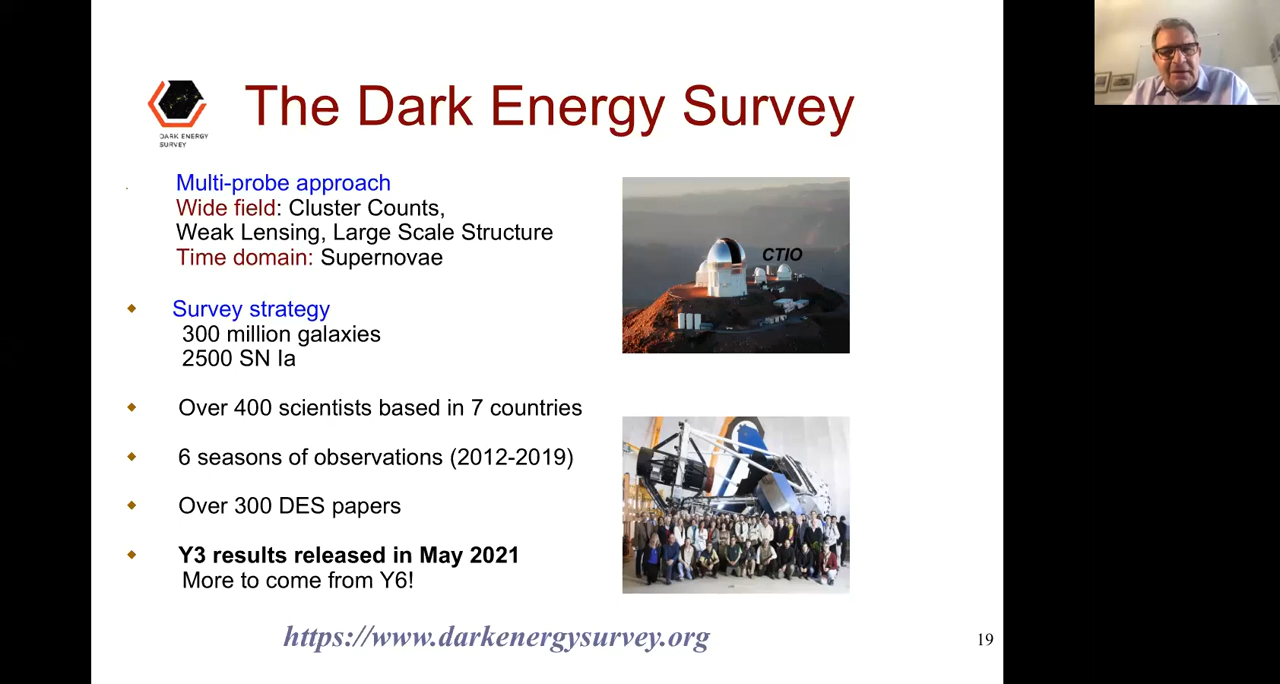 The Dark Energy Survey
DARK ENERGY
SURVEY
Multi-probe approach
Wide field: Cluster Counts,
Weak Lensing, Large Scale Structure
Time domain: Supernovae
CTIO
Survey strategy
300 million galaxies
2500 SN Ia
Over 400 scientists based in 7 countries
6 seasons of observations (2012-2019)
Over 300 DES papers
Y3 results released in May 2021
More to come from Y6!
https://www.darkenergysurvey.org
19